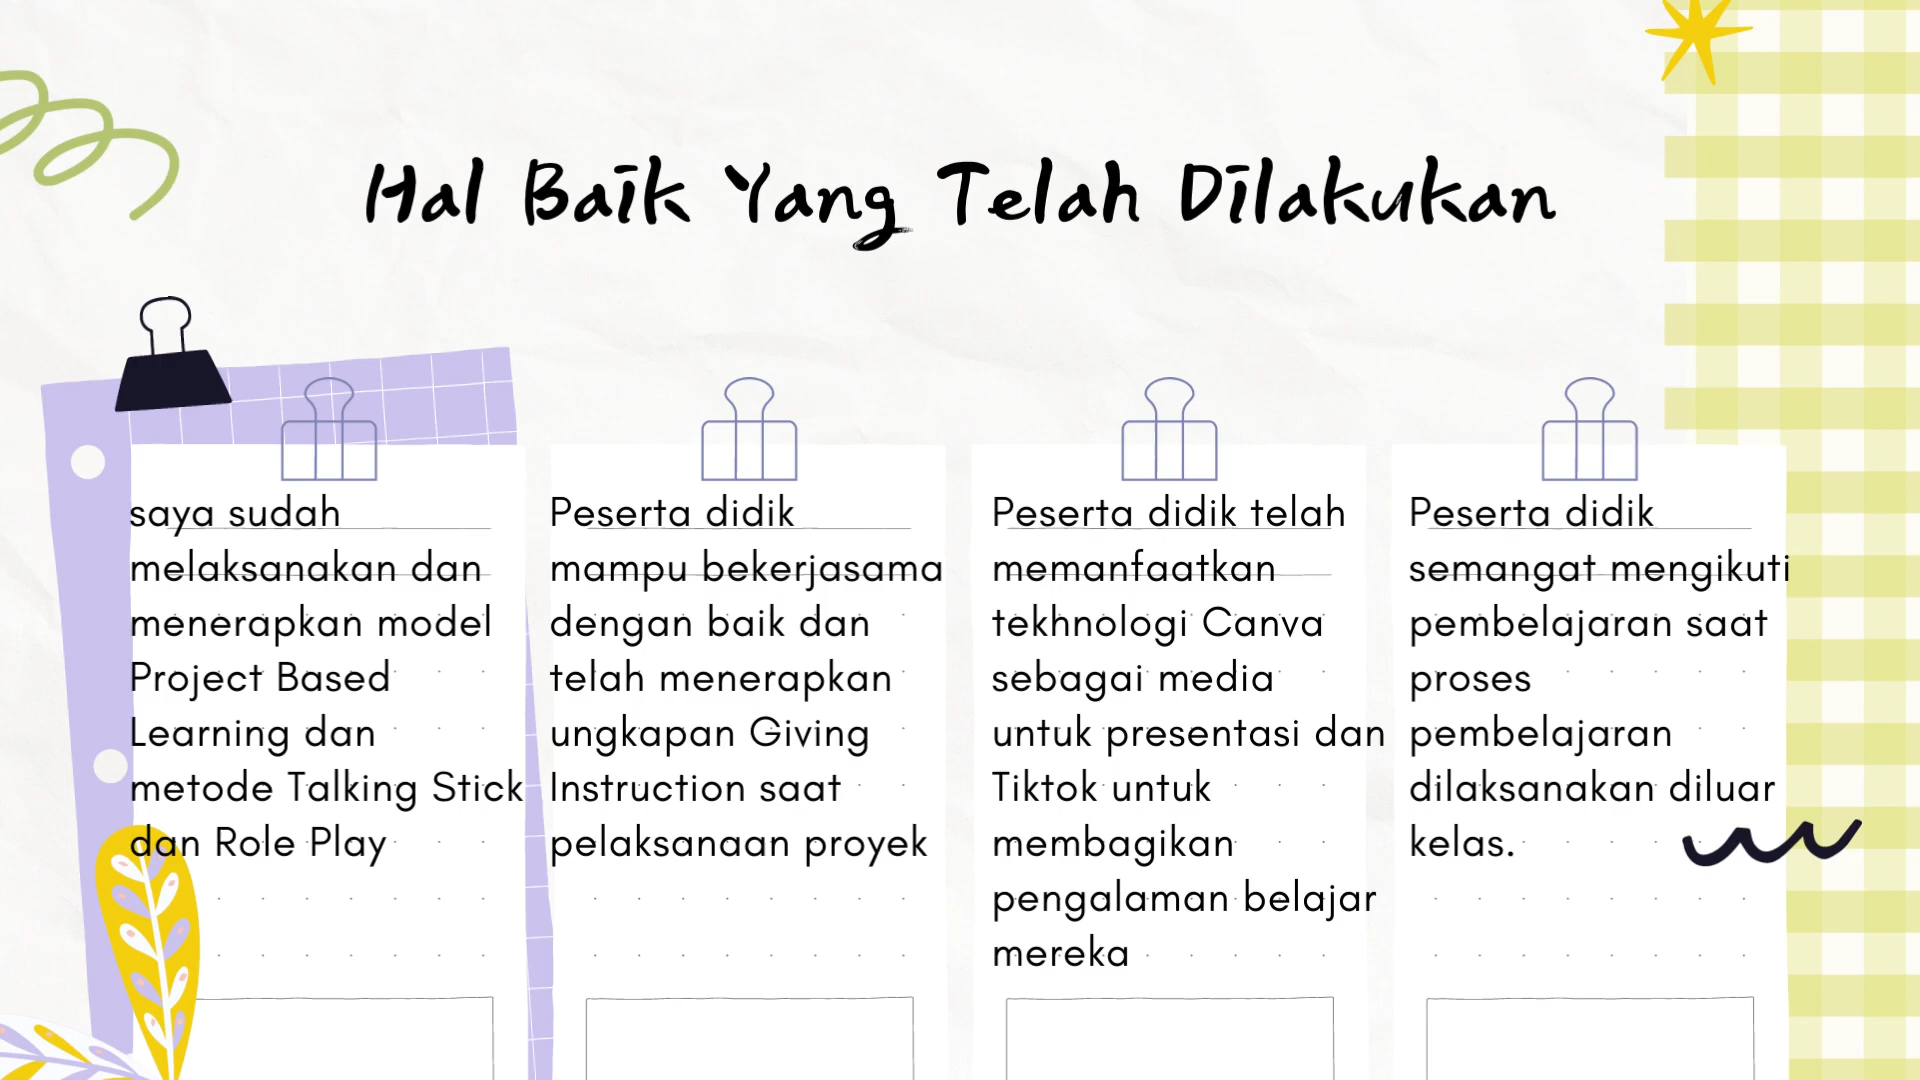 Hal Baik Yang Telah Dilakukan
saya sudah
melaksanakan dan
menerapkan model
Project Based
Learning dan
metode Talking Stick
dan Role Play
Peserta didik
mampu bekerjasama
dengan baik dan
telah menerapkan
ungkapan Giving
Instruction saat
pelaksanaan proyek
Peserta didik telah
memanfaatkan
tekhnologi Canva
sebagai media
untuk presentasi dan
Tiktok untuk
membagikan
pengalaman belajar
mereka
Peserta didik
semangat mengikuti
pembelajaran saat
proses
pembelajaran
dilaksanakan diluar
kelas.